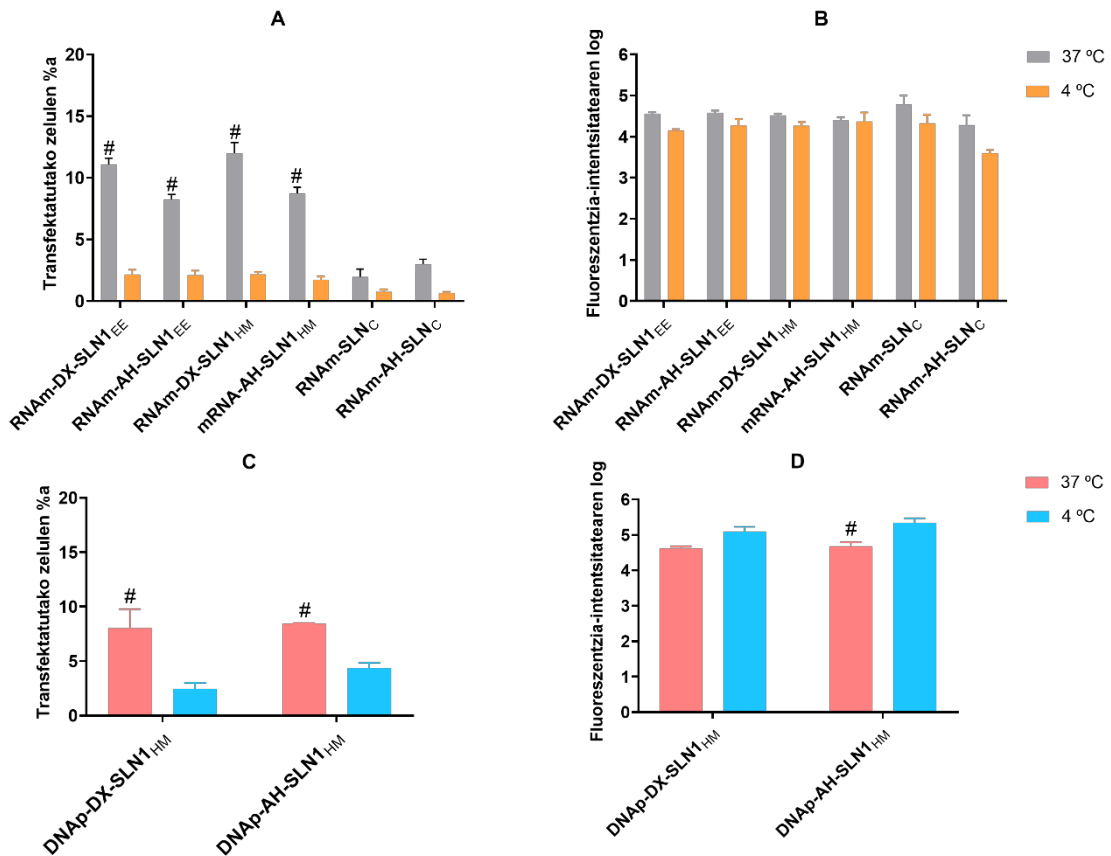 A
Transfektatutako zelulen %a
20
15
10
5
0
#
#
#
#
RNAm-DX-SLN1EE
RNAm-AH-SLN1EE
RNAm-DX-SLN1HM
mRNA-AH-SLN1HM
RNAm-SLNC
RNAm-AH-SLNC
B
Fluoreszentzia-intentsitatearen log
6
5
4
3
2
1
0
RNAm-DX-SLN1EE
RNAm-AH-SLN1EE
RNAm-DX-SLN1HM
mRNA-AH-SLN1HM
RNAm-SLNC
RNAm-AH-SLNC
37 ºC
4 ºC
C
Transfektatutako zelulen %a
20
15
10
5
0
#
#
DNAp-DX-SLN1HM
DNAp-AH-SLN1HM
D
Fluoreszentzia-intentsitatearen log
6
5
4
3
2
1
0
#
DNAp-DX-SLN1HM
DNAp-AH-SLN1HM
37 ºC
4 ºC